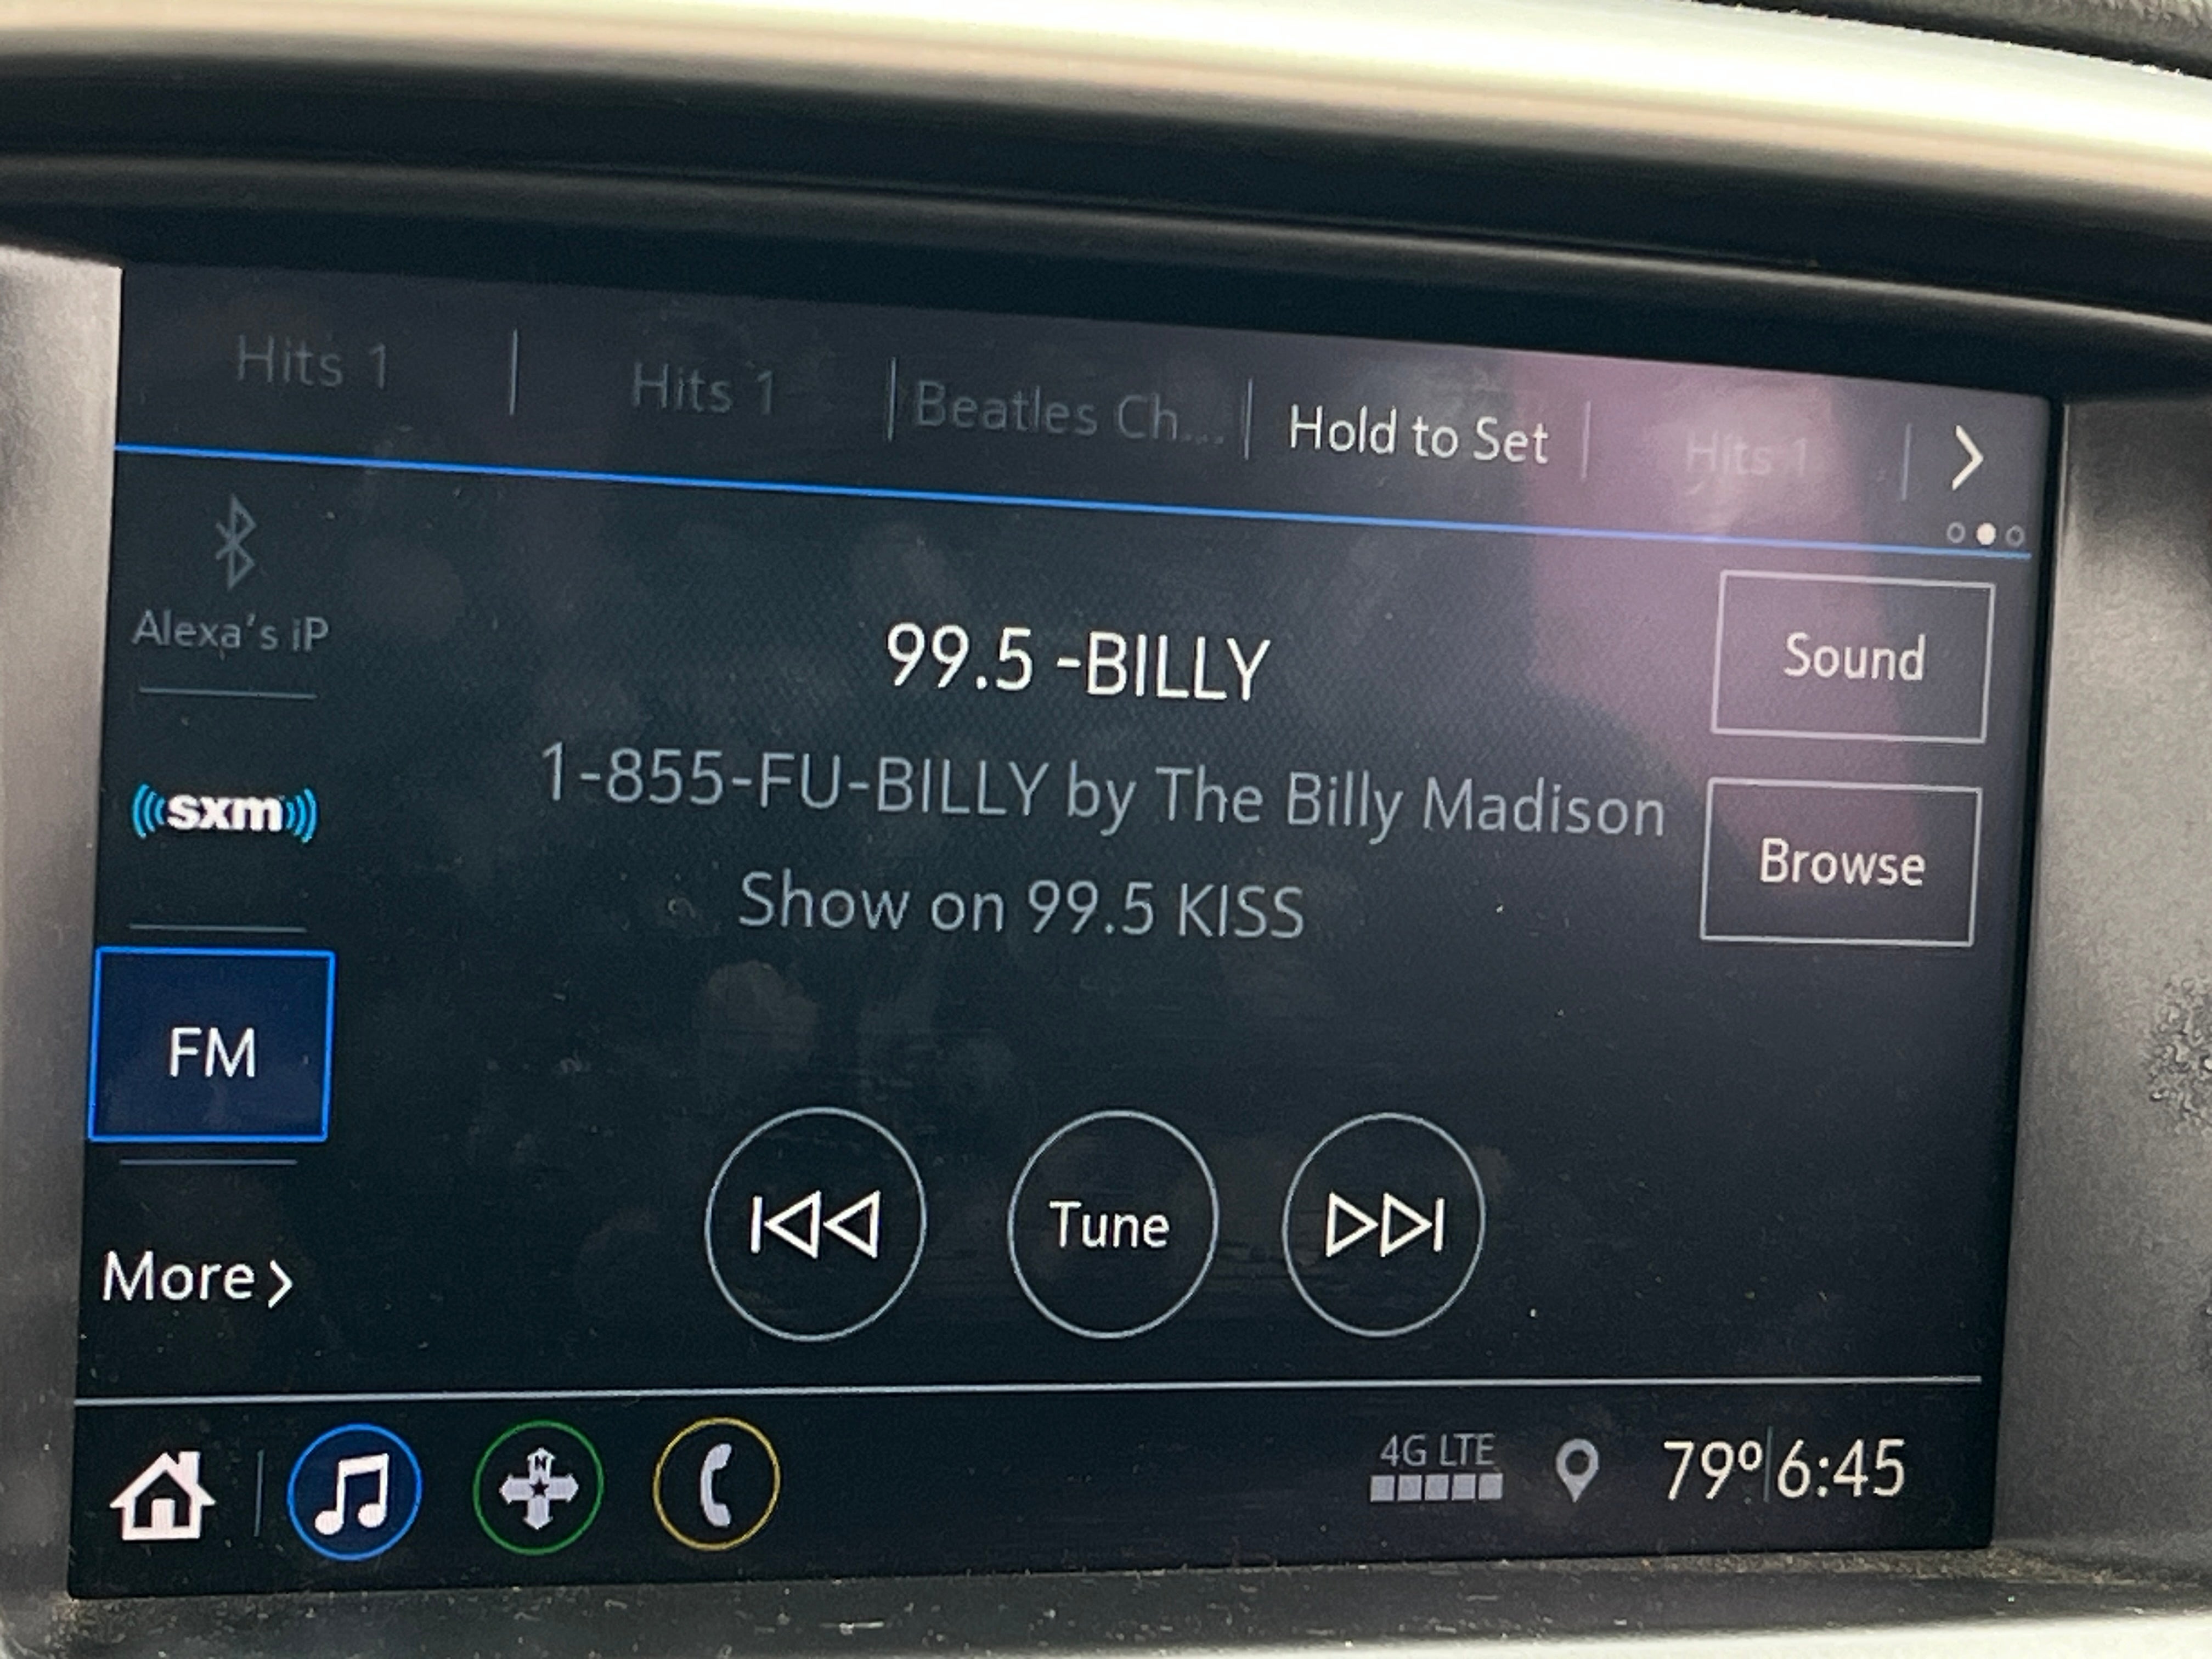 Hits 1
Hits 1
Beatles Ch...
Hold to Set
Hits 1
Alexa's iP
99.5 -BILLY
Sound
1-855-FU-BILLY by The Billy Madison
Show on 99.5 KISS
sxm
Browse
FM
Tune
More
N
4G LTE
79° 6:45